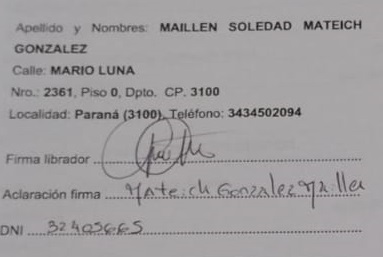 Apellido y Nombres: MAILLEN SOLEDAD MATEICH
GONZALEZ
Calle: MARIO LUNA
Nro.: 2361, Piso 0, Dpto. CP. 3100
Localidad: Paraná (3100), Teléfono: 3434502094
Firma librador
Aclaración firma Mateich Gonzalez Maillen
DNI 32405665